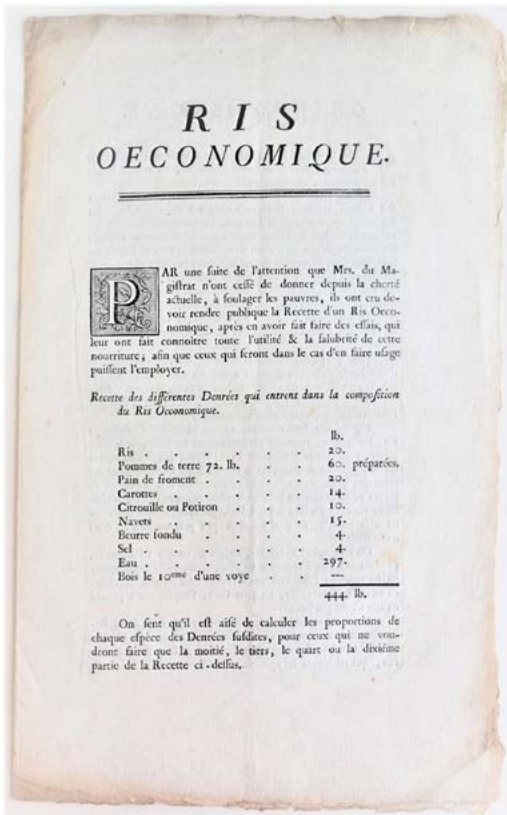 RIS
OECONOMIQUE.
PAR une ſuite de l'attention que Mrs. du Ma-
giſtrat n'ont ceſſé de donner depuis la cherté
actuelle, à ſoulager les pauvres, ils ont cru de-
voir rendre publique la Recette d'un Ris Oeco-
nomique, après en avoir fait faire des eſſais, qui
leur ont fait connoitre toute l'utilité & la ſalubrité de cette
nourriture; afin que ceux qui ſeront dans le cas d'en faire uſage
puiſſent l'employer.
Recette des différentes Denrées qui entrent dans la compoſition
du Ris Oeconomique.
lb.
Ris . . . . . . . 20.
Pommes de terre 72. lb. . . 60. préparées.
Pain de froment . . . . . 20.
Carottes . . . . . . 14.
Citrouille ou Potiron . . . 10.
Navets . . . . . . 15.
Beurre fondu . . . . . 4.
Sel . . . . . . . 4.
Eau . . . . . . . 297.
Bois le 10eme d'une voye . . —
444. lb.
On ſent qu'il eſt aiſé de calculer les proportions de
chaque eſpèce des Denrées ſuſdites, pour ceux qui ne vou-
dront faire que la moitié, le tiers, le quart ou la dixiéme
partie de la Recette ci-deſſus.